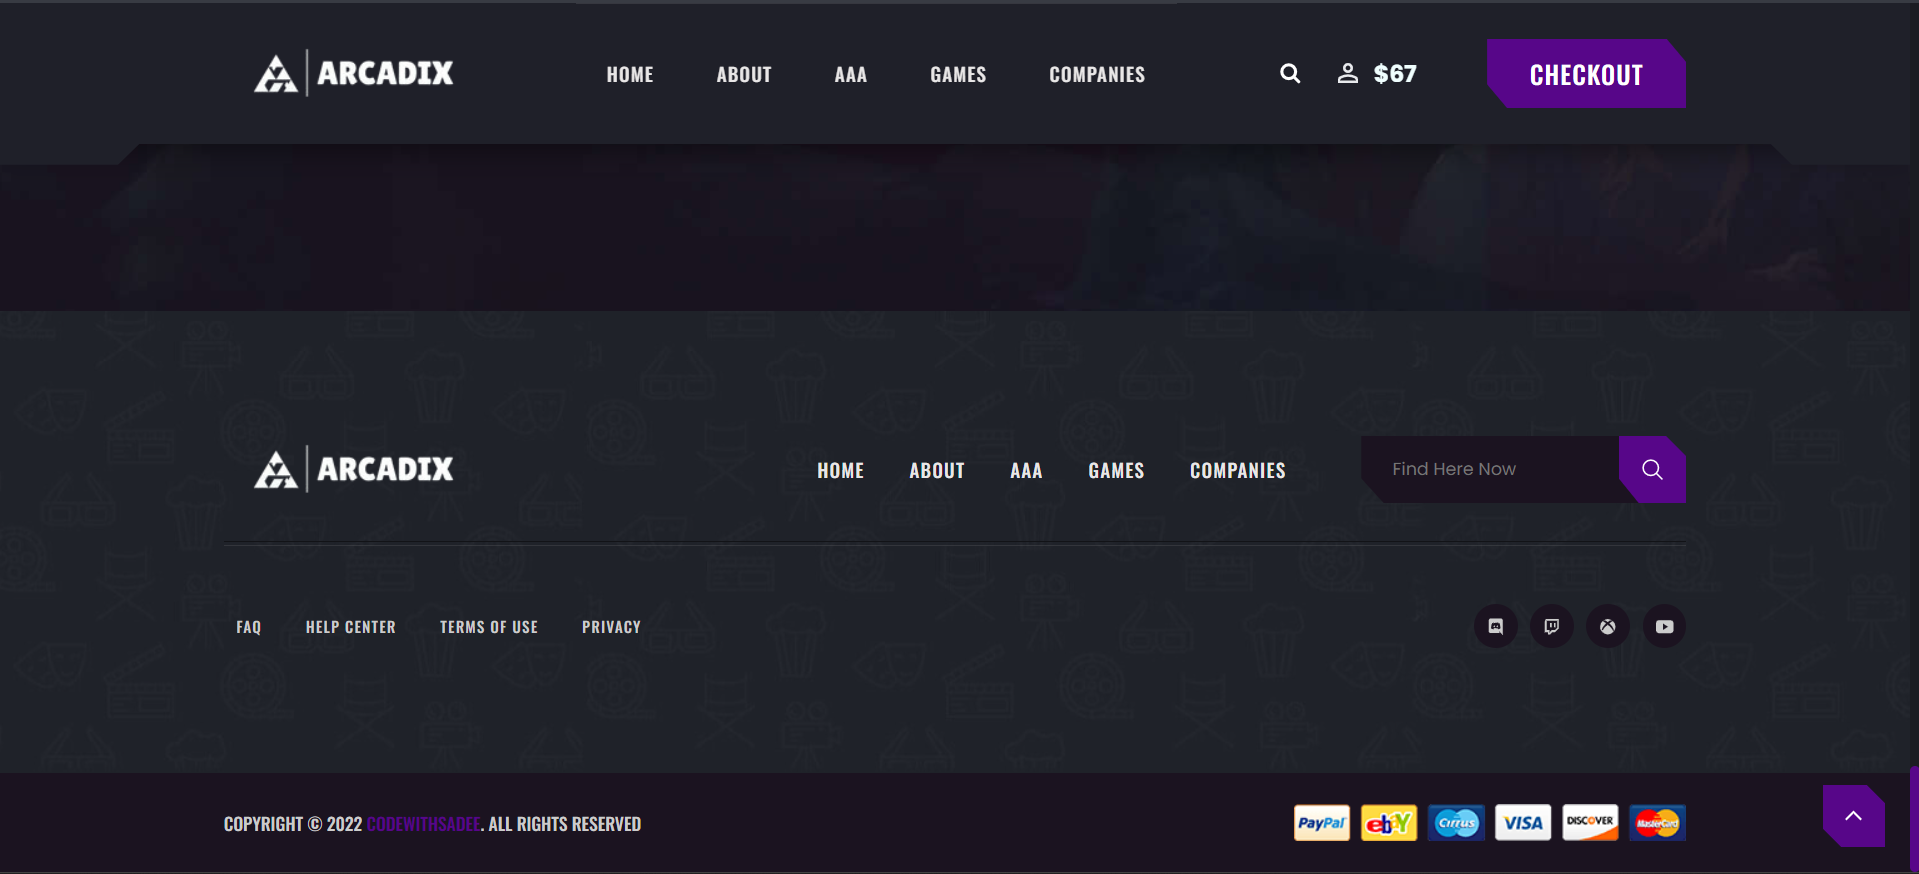 ARCADIX
HOME ABOUT AAA GAMES COMPANIES
$67
CHECKOUT
ARCADIX
HOME ABOUT AAA GAMES COMPANIES
Find Here Now
FAQ HELP CENTER TERMS OF USE PRIVACY
COPYRIGHT © 2022 CODEWITHSADEE. ALL RIGHTS RESERVED
PayPal ebY Cirrus VISA DISCOVER MasterCard